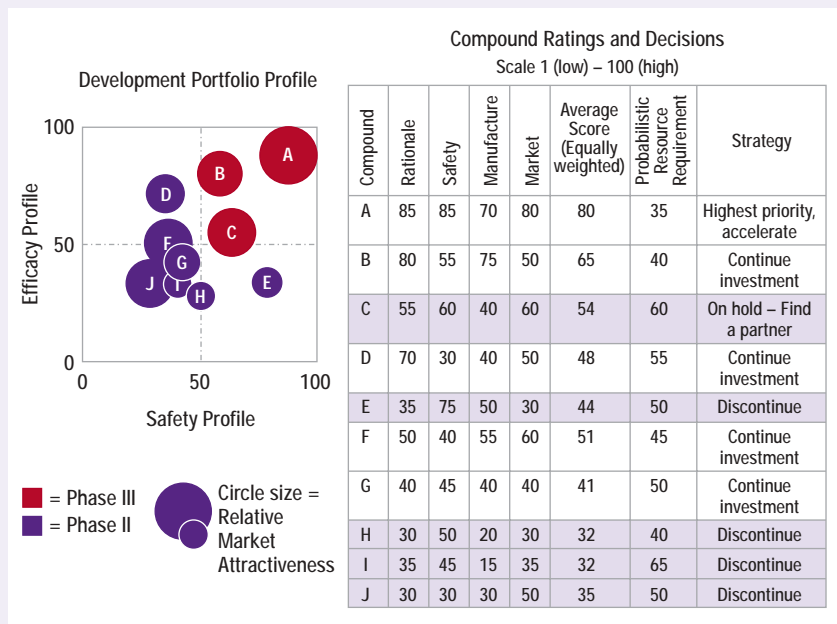 Development Portfolio Profile
100
50
0
0
50
100
Efficacy Profile
Safety Profile
A
B
C
D
F
G
J
I
H
E
= Phase III
= Phase II
Circle size =
Relative
Market
Attractiveness
Compound Ratings and Decisions
Scale 1 (low) – 100 (high)
Compound
Rationale
Safety
Manufacture
Market
Average
Score
(Equally
weighted)
Probabilistic
Resource
Requirement
Strategy
A 85 85 70 80 80 35 Highest priority,
accelerate
B 80 55 75 50 65 40 Continue
investment
C 55 60 40 60 54 60 On hold – Find
a partner
D 70 30 40 50 48 55 Continue
investment
E 35 75 50 30 44 50 Discontinue
F 50 40 55 60 51 45 Continue
investment
G 40 45 40 40 41 50 Continue
investment
H 30 50 20 30 32 40 Discontinue
I 35 45 15 35 32 65 Discontinue
J 30 30 30 50 35 50 Discontinue